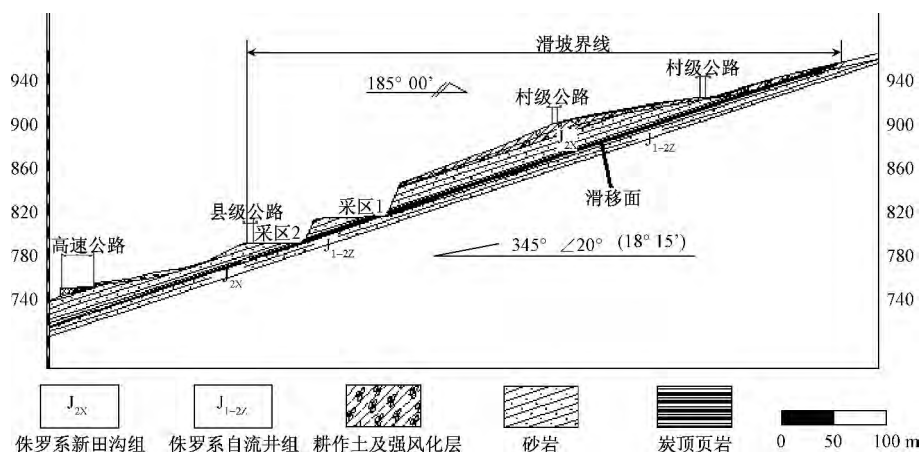 滑坡界线
185° 00’
村级公路
村级公路
940
900
860
820
780
740
940
900
860
820
780
740
J2X
J1-2Z
滑移面
采区1
县级公路
采区2
高速公路
J1-2Z
J2X
345° ∠20° (18° 15’)
J2X
J1-2Z
侏罗系新田沟组
侏罗系自流井组
耕作土及强风化层
砂岩
炭顶页岩
0 50 100 m